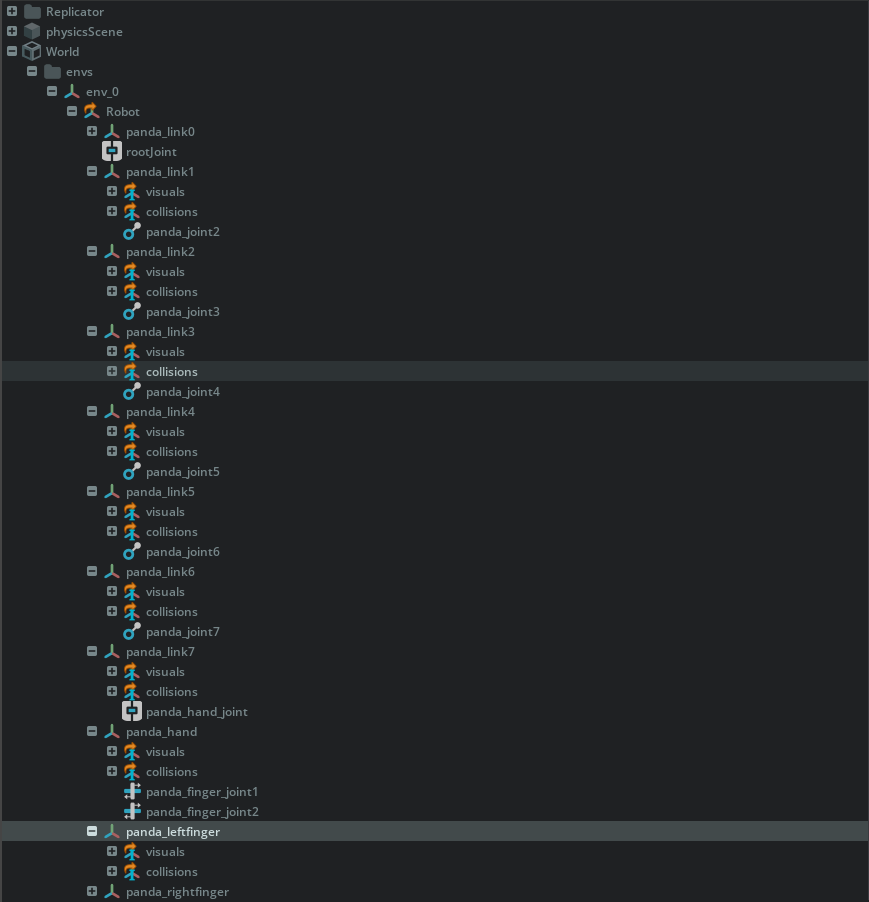 Replicator
physicsScene
World
envs
env_0
Robot
panda_link0
rootJoint
panda_link1
visuals
collisions
panda_joint2
panda_link2
visuals
collisions
panda_joint3
panda_link3
visuals
collisions
panda_joint4
panda_link4
visuals
collisions
panda_joint5
panda_link5
visuals
collisions
panda_joint6
panda_link6
visuals
collisions
panda_joint7
panda_link7
visuals
collisions
panda_hand_joint
panda_hand
visuals
collisions
panda_finger_joint1
panda_finger_joint2
panda_leftfinger
visuals
collisions
panda_rightfinger